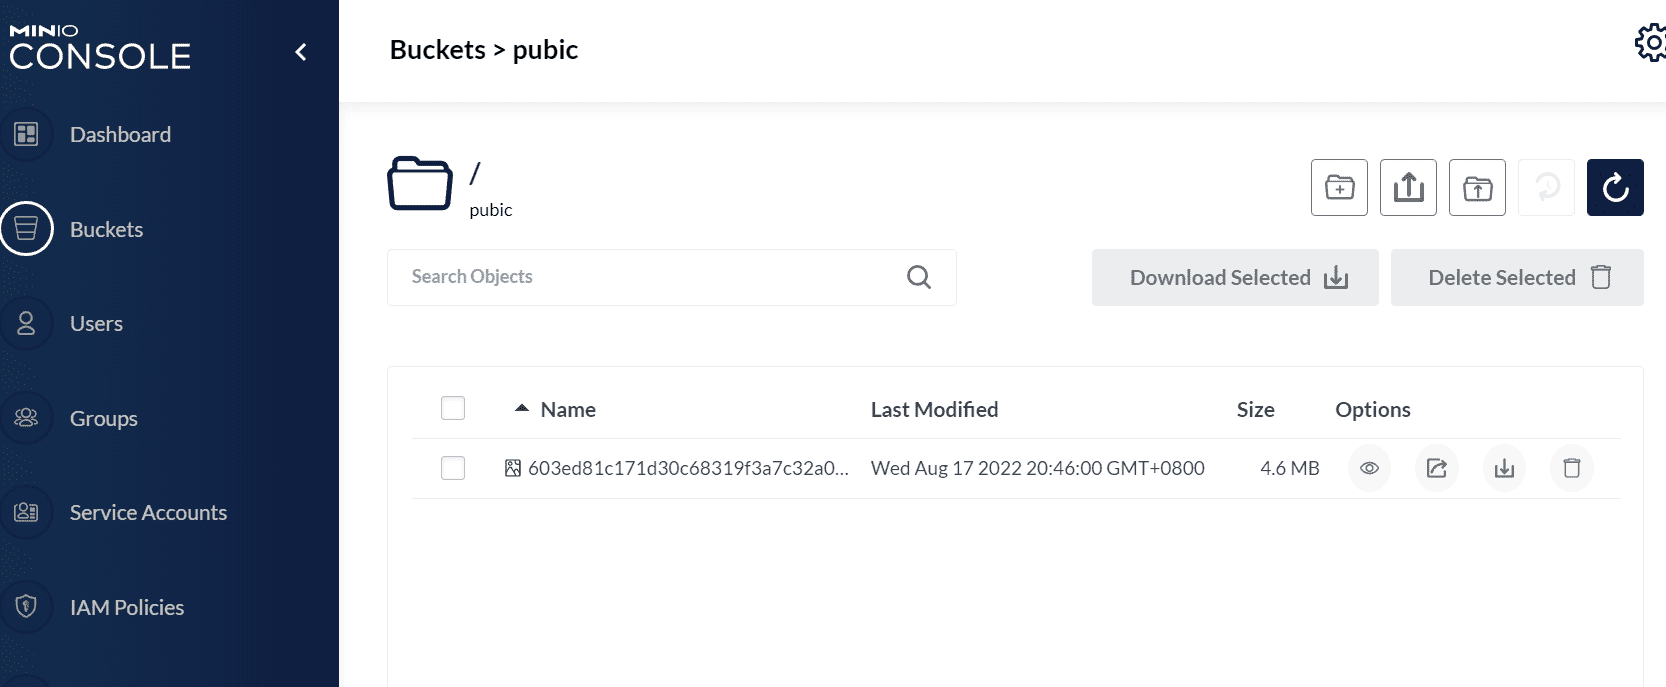 MINIO
CONSOLE
Dashboard
Buckets
Users
Groups
Service Accounts
IAM Policies
Buckets > pubic
/
pubic
Search Objects
Download Selected
Delete Selected
Name Last Modified Size Options
603ed81c171d30c68319f3a7c32a0... Wed Aug 17 2022 20:46:00 GMT+0800 4.6 MB